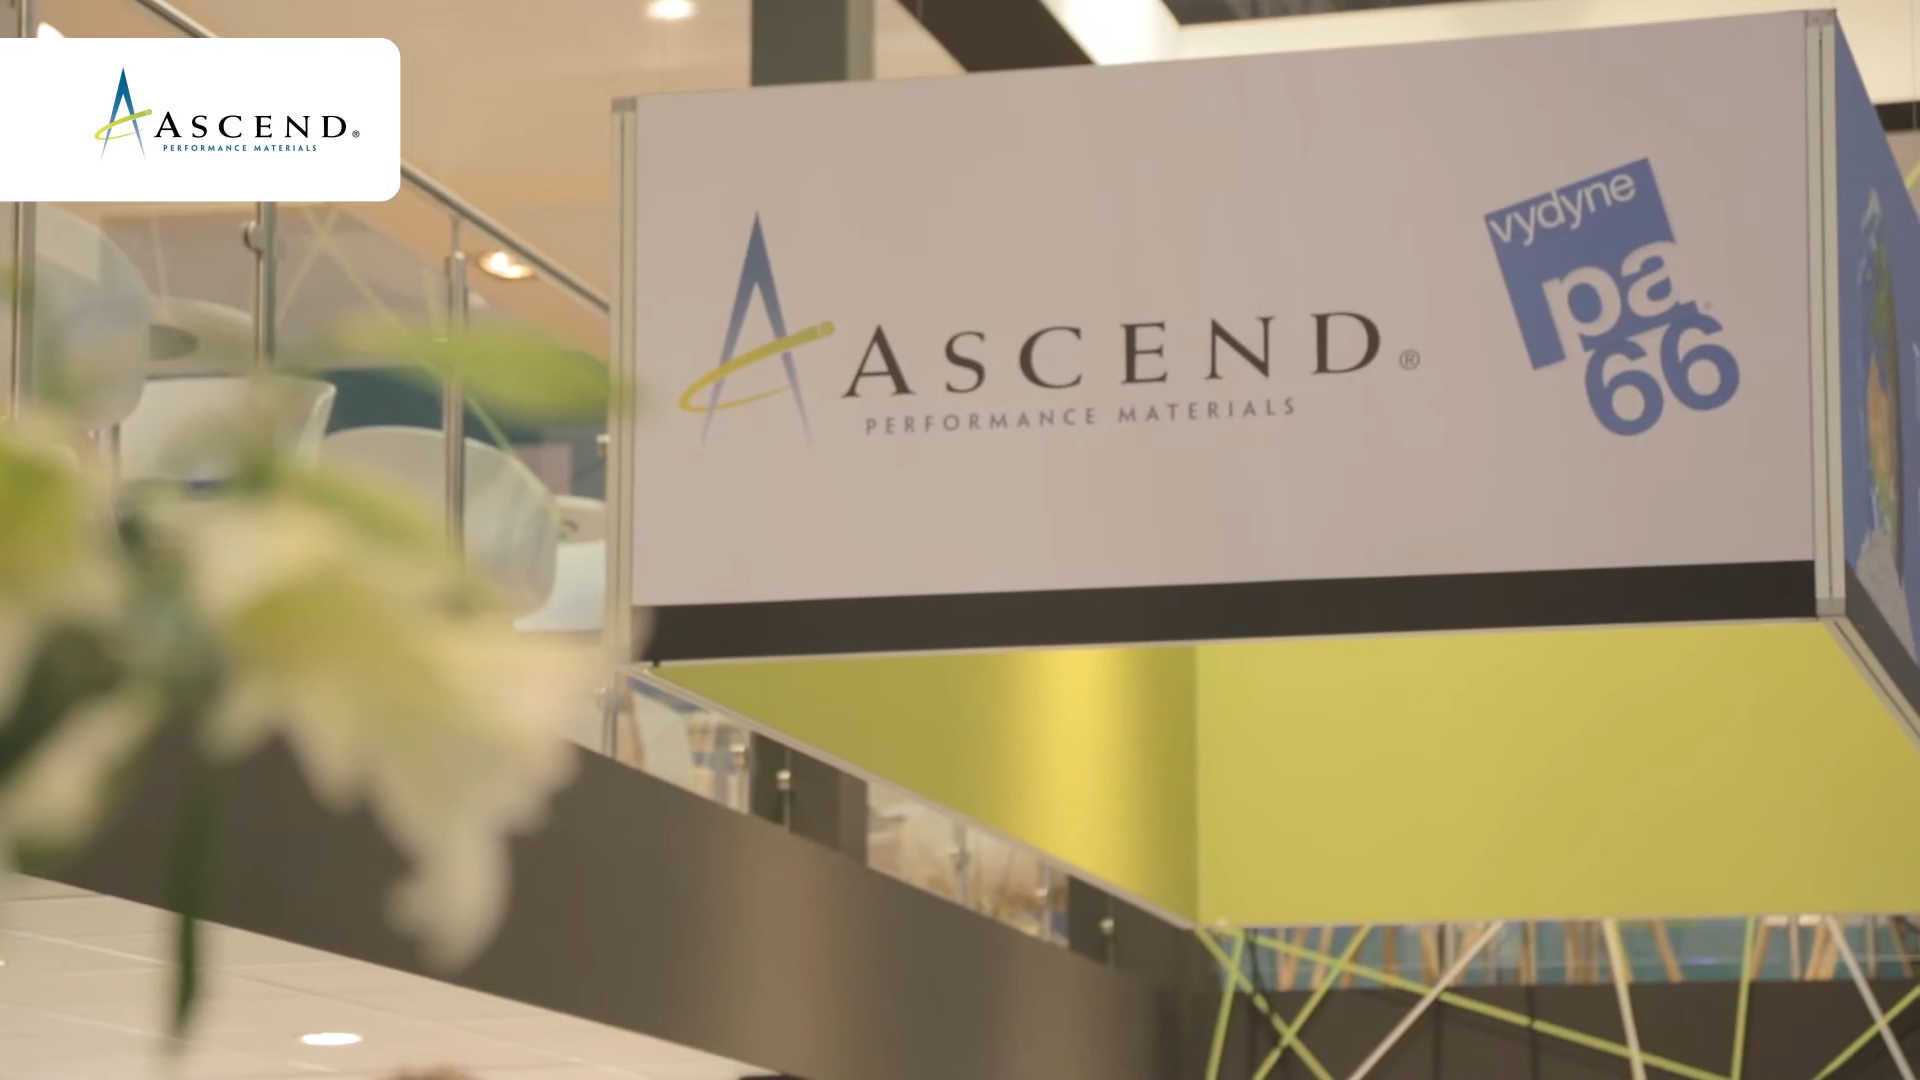 ASCEND®
PERFORMANCE MATERIALS
ASCEND®
PERFORMANCE MATERIALS
vydyne
pa
66